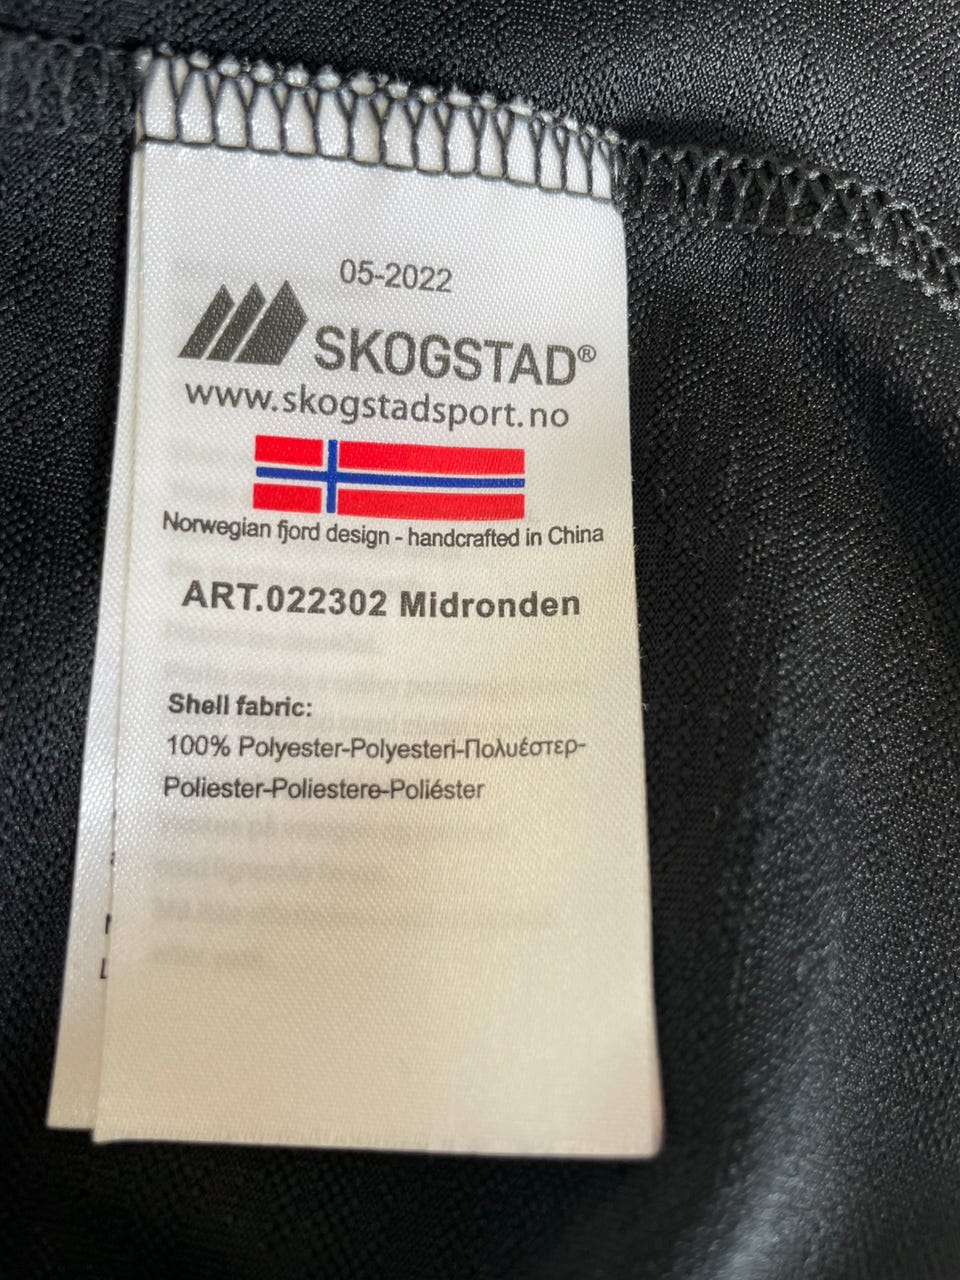 05-2022
SKOGSTAD®
www.skogstadsport.no
Norwegian fjord design - handcrafted in China
ART.022302 Midronden
Shell fabric:
100% Polyester-Polyesteri-Πολυέστερ-
Poliester-Poliestere-Poliéster